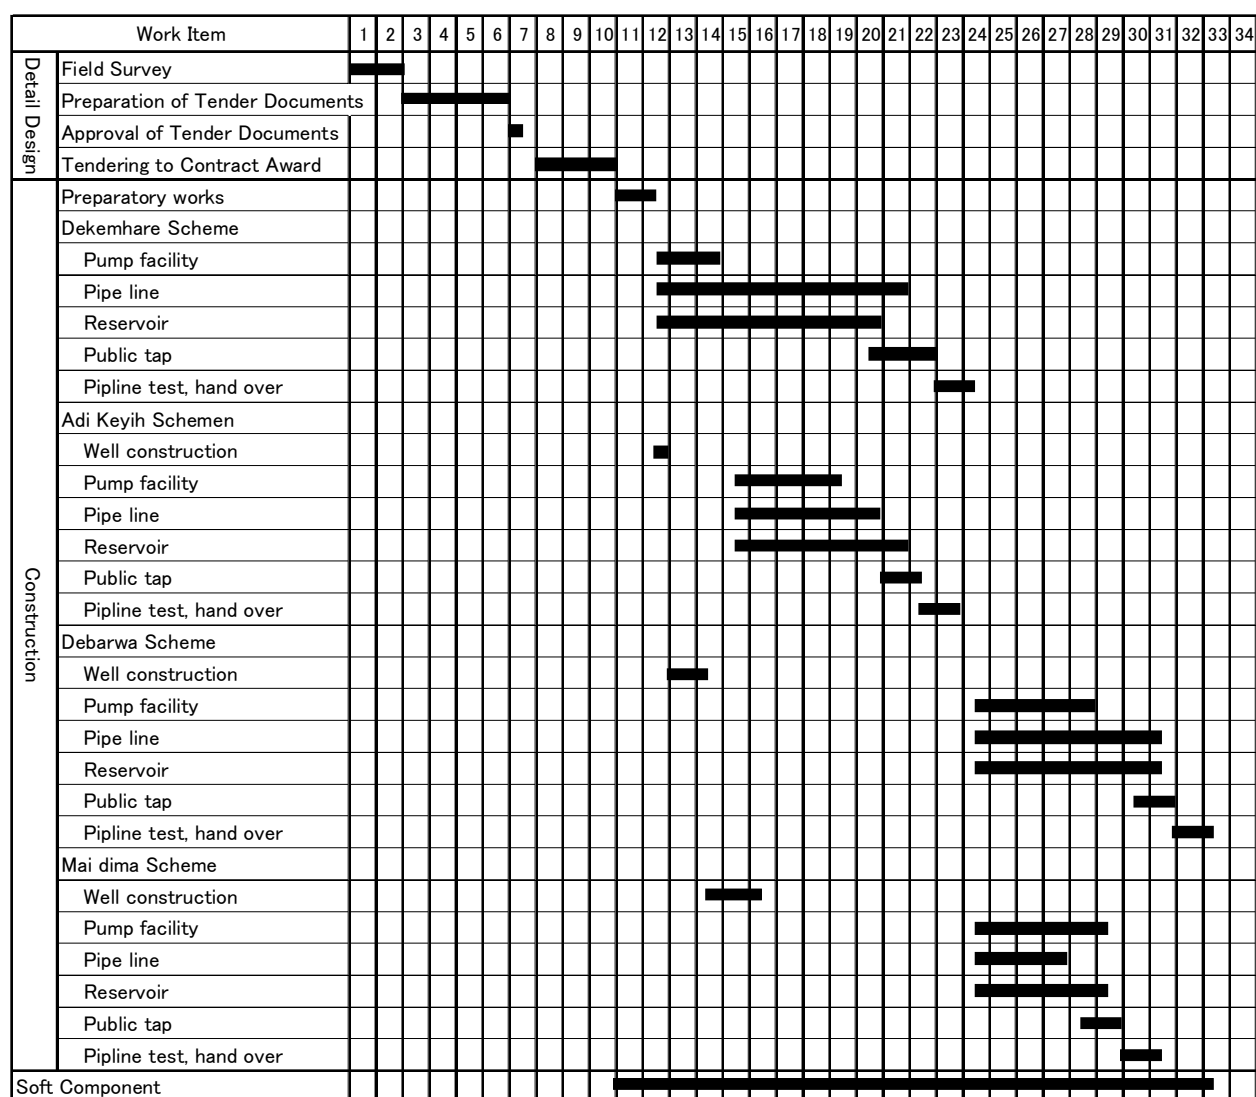 Work Item 1 2 3 4 5 6 7 8 9 10 11 12 13 14 15 16 17 18 19 20 21 22 23 24 25 26 27 28 29 30 31 32 33 34
Detail Design
Field Survey
Preparation of Tender Documents
Approval of Tender Documents
Tendering to Contract Award
Construction
Preparatory works
Dekemhare Scheme
Pump facility
Pipe line
Reservoir
Public tap
Pipline test, hand over
Adi Keyih Schemen
Well construction
Pump facility
Pipe line
Reservoir
Public tap
Pipline test, hand over
Debarwa Scheme
Well construction
Pump facility
Pipe line
Reservoir
Public tap
Pipline test, hand over
Mai dima Scheme
Well construction
Pump facility
Pipe line
Reservoir
Public tap
Pipline test, hand over
Soft Component